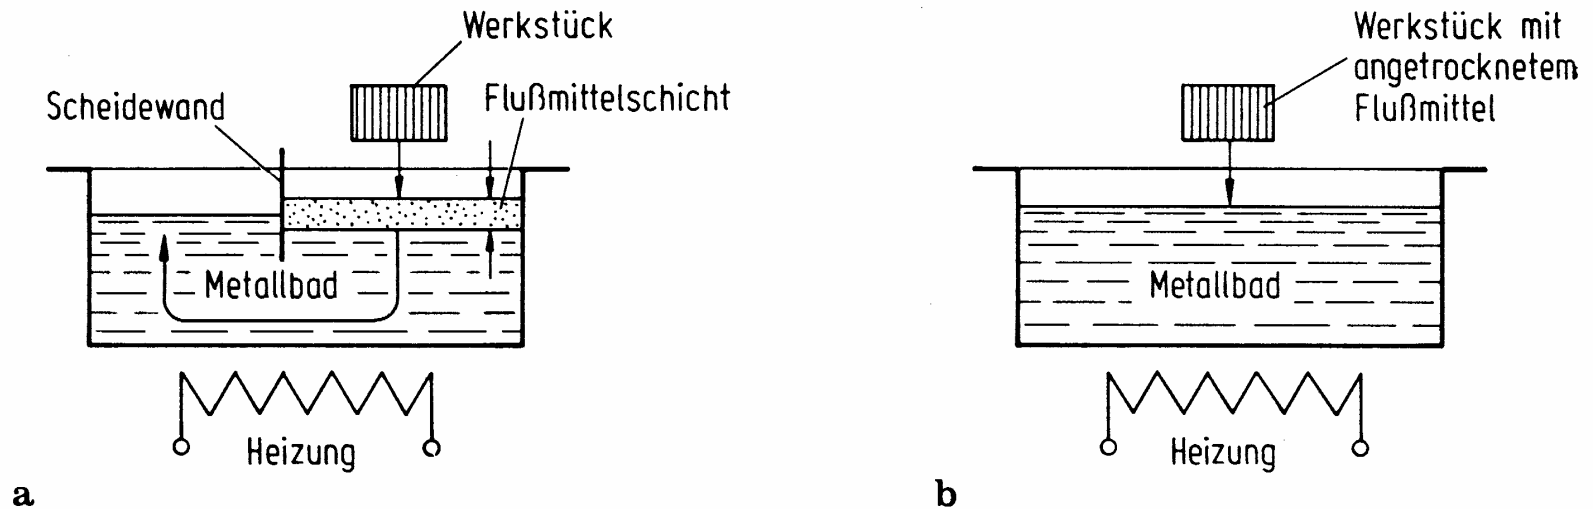 Werkstück
Scheidewand
Flußmittelschicht
Metallbad
Heizung
a
Werkstück mit
angetrocknetem
Flußmittel
Metallbad
Heizung
b